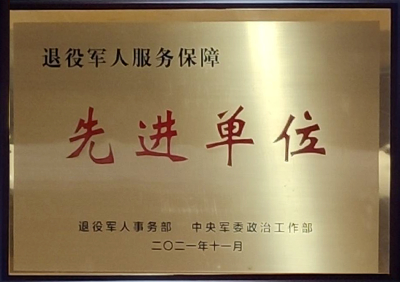 退役军人服务保障
先进单位
退役军人事务部 中央军委政治工作部
二〇二一年十一月